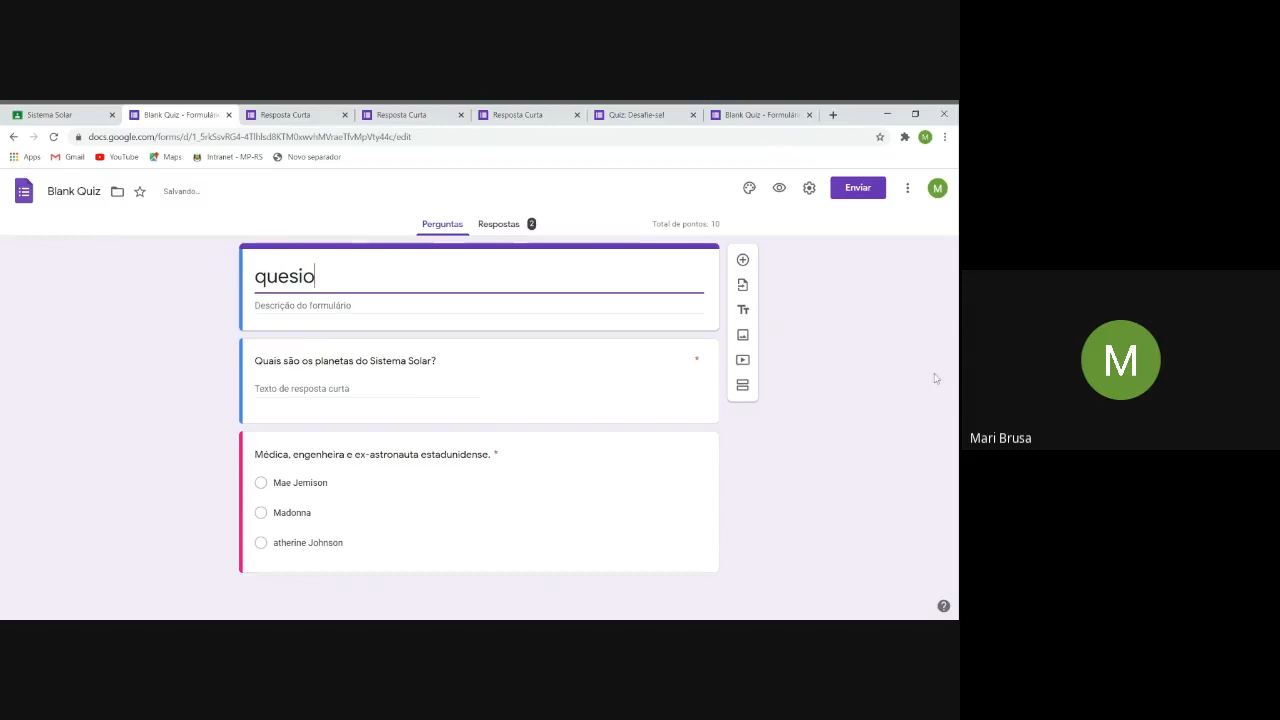 Sistema Solar
Blank Quiz - Formulári
Resposta Curta
Resposta Curta
Resposta Curta
Quiz: Desafie-se!
Blank Quiz - Formulári
docs.google.com/forms/d/1_5rkSsvRG4-4Tlhlsd8KTM0xwvhMVraeTfvMpVty44c/edit
M
Apps
Gmail
YouTube
Maps
Intranet - MP-RS
Novo separador
Blank Quiz
Salvando...
Enviar
M
Perguntas
Respostas
2
Total de pontos: 10
quesio
Descrição do formulário
Quais são os planetas do Sistema Solar?
*
Texto de resposta curta
Médica, engenheira e ex-astronauta estadunidense. *
Mae Jemison
Madonna
atherine Johnson
M
Mari Brusa